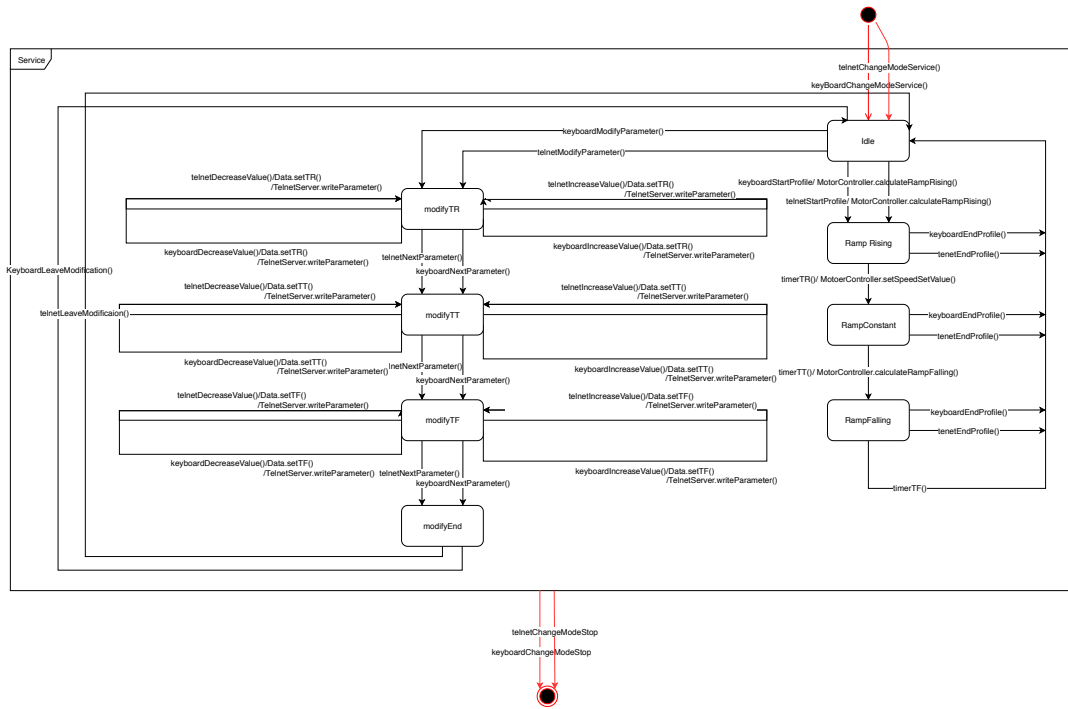 Service
telnetChangeModeService()
keyBoardChangeModeService()
keyboardModifyParameter()
Idle
telnetModifyParameter()
telnetDecreaseValue()/Data.setTR()
/TelnetServer.writeParameter()
telnetIncreaseValue()/Data.setTR()
/TelnetServer.writeParameter()
keyboardStartProfile/ MotorController.calculateRampRising()
telnetStartProfile/ MotorController.calculateRampRising()
modifyTR
Ramp Rising
keyboardEndProfile()
tenetEndProfile()
keyboardDecreaseValue()/Data.setTR()
/TelnetServer.writeParameter()
telnetNextParameter()
keyboardNextParameter()
keyboardIncreaseValue()/Data.setTR()
/TelnetServer.writeParameter()
KeyboardLeaveModification()
timerTR()/ MotoerController.setSpeedSetValue()
telnetDecreaseValue()/Data.setTT()
/TelnetServer.writeParameter()
telnetIncreaseValue()/Data.setTT()
/TelnetServer.writeParameter()
telnetLeaveModificaion()
modifyTT
RampConstant
keyboardEndProfile()
tenetEndProfile()
keyboardDecreaseValue()/Data.setTT()
/TelnetServer.writeParameter()
lnetNextParameter()
keyboardNextParameter()
keyboardIncreaseValue()/Data.setTT()
/TelnetServer.writeParameter()
timerTT()/ MotorController.calculateRampFalling()
telnetDecreaseValue()/Data.setTF()
/TelnetServer.writeParameter()
telnetIncreaseValue()/Data.setTF()
/TelnetServer.writeParameter()
modifyTF
RampFalling
keyboardEndProfile()
tenetEndProfile()
keyboardDecreaseValue()/Data.setTF()
/TelnetServer.writeParameter()
telnetNextParameter()
keyboardNextParameter()
keyboardIncreaseValue()/Data.setTF()
/TelnetServer.writeParameter()
timerTF()
modifyEnd
telnetChangeModeStop
keyboardChangeModeStop